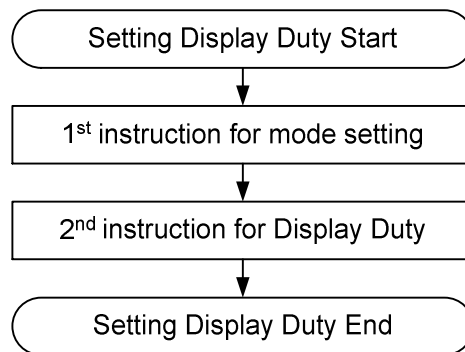 Setting Display Duty Start
1st instruction for mode setting
2nd instruction for Display Duty
Setting Display Duty End